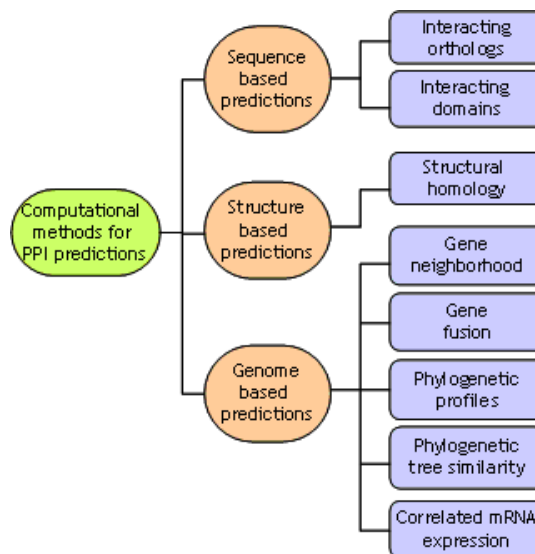 Computational
methods for
PPI predictions
Sequence
based
predictions
Interacting
orthologs
Interacting
domains
Structure
based
predictions
Structural
homology
Genome
based
predictions
Gene
neighborhood
Gene
fusion
Phylogenetic
profiles
Phylogenetic
tree similarity
Correlated mRNA
expression